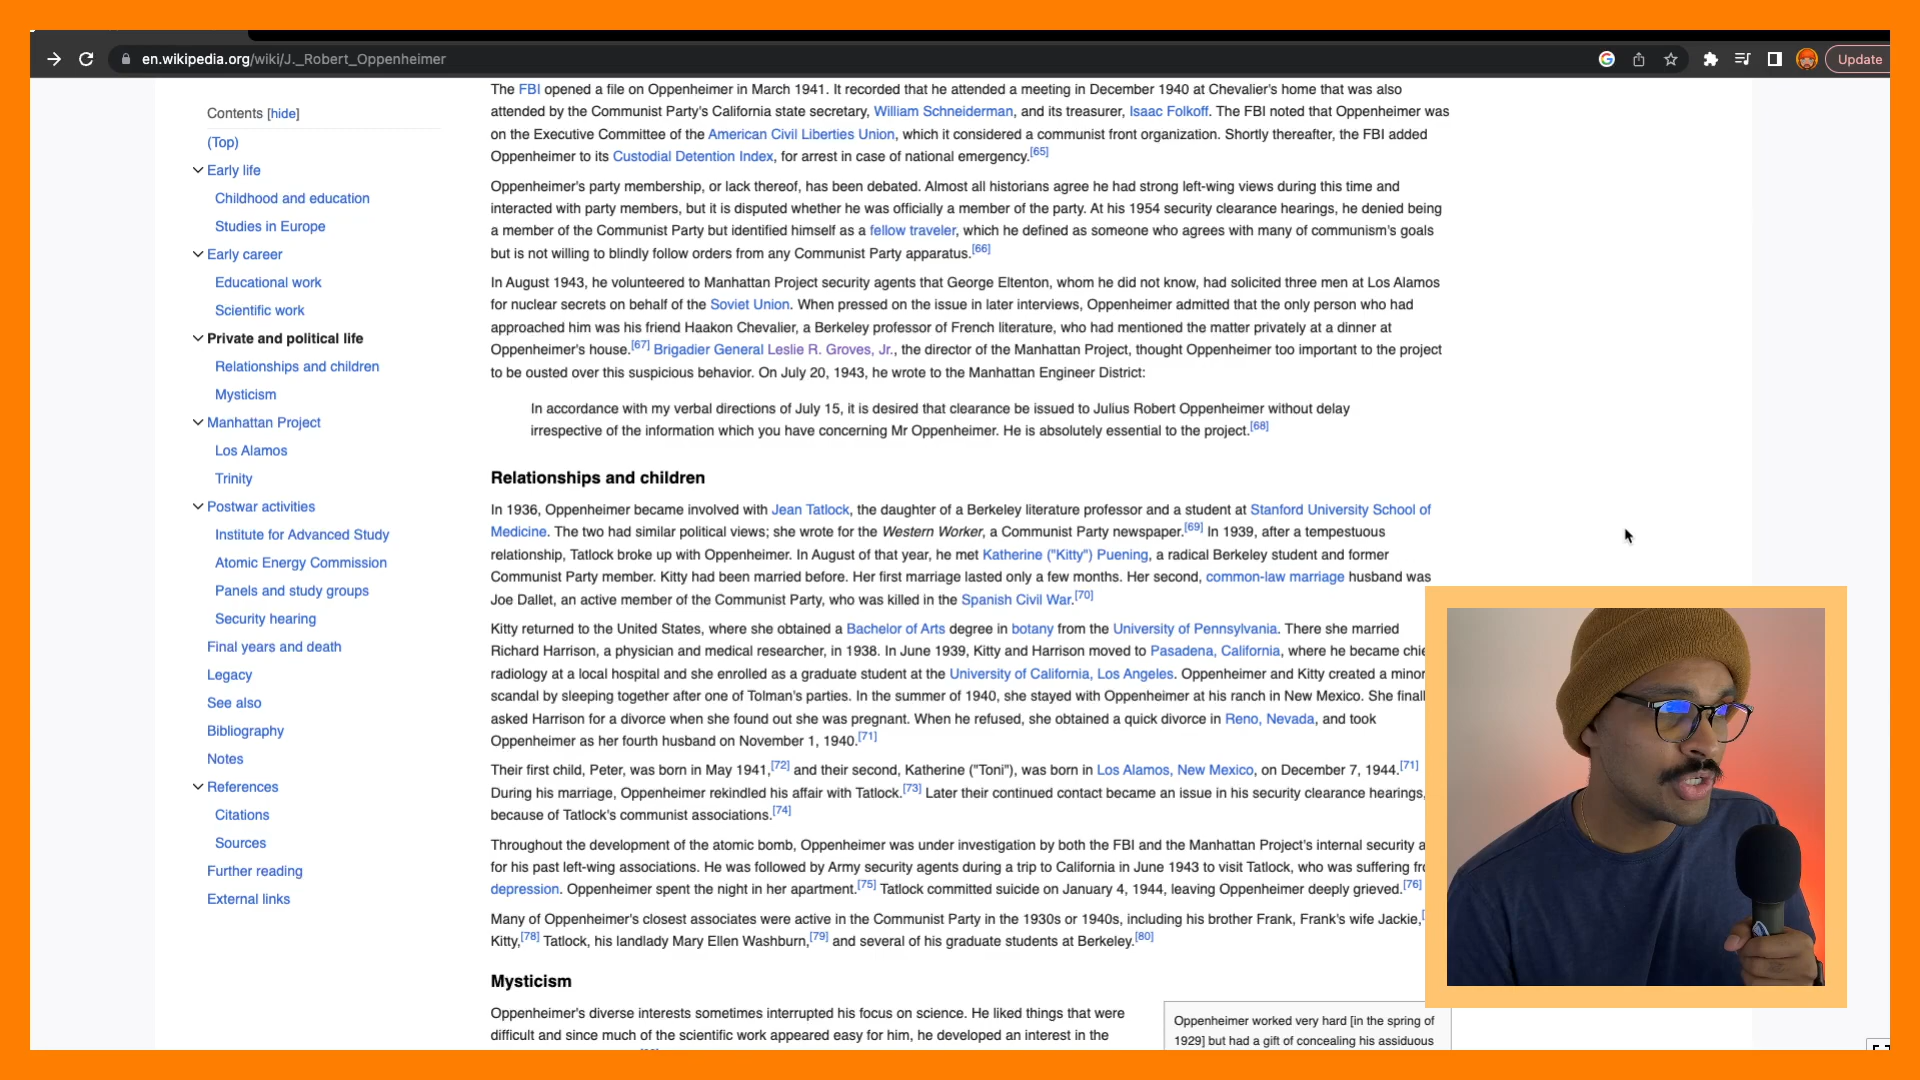 en.wikipedia.org/wiki/J._Robert_Oppenheimer
Update
Contents [hide]
(Top)
Early life
Childhood and education
Studies in Europe
Early career
Educational work
Scientific work
Private and political life
Relationships and children
Mysticism
Manhattan Project
Los Alamos
Trinity
Postwar activities
Institute for Advanced Study
Atomic Energy Commission
Panels and study groups
Security hearing
Final years and death
Legacy
See also
Bibliography
Notes
References
Citations
Sources
Further reading
External links
The FBI opened a file on Oppenheimer in March 1941. It recorded that he attended a meeting in December 1940 at Chevalier's home that was also
attended by the Communist Party's California state secretary, William Schneiderman, and its treasurer, Isaac Folkoff. The FBI noted that Oppenheimer was
on the Executive Committee of the American Civil Liberties Union, which it considered a communist front organization. Shortly thereafter, the FBI added
Oppenheimer to its Custodial Detention Index, for arrest in case of national emergency.[65]
Oppenheimer's party membership, or lack thereof, has been debated. Almost all historians agree he had strong left-wing views during this time and
interacted with party members, but it is disputed whether he was officially a member of the party. At his 1954 security clearance hearings, he denied being
a member of the Communist Party but identified himself as a fellow traveler, which he defined as someone who agrees with many of communism's goals
but is not willing to blindly follow orders from any Communist Party apparatus.[66]
In August 1943, he volunteered to Manhattan Project security agents that George Eltenton, whom he did not know, had solicited three men at Los Alamos
for nuclear secrets on behalf of the Soviet Union. When pressed on the issue in later interviews, Oppenheimer admitted that the only person who had
approached him was his friend Haakon Chevalier, a Berkeley professor of French literature, who had mentioned the matter privately at a dinner at
Oppenheimer's house.[67] Brigadier General Leslie R. Groves, Jr., the director of the Manhattan Project, thought Oppenheimer too important to the project
to be ousted over this suspicious behavior. On July 20, 1943, he wrote to the Manhattan Engineer District:
In accordance with my verbal directions of July 15, it is desired that clearance be issued to Julius Robert Oppenheimer without delay
irrespective of the information which you have concerning Mr Oppenheimer. He is absolutely essential to the project.[68]
Relationships and children
In 1936, Oppenheimer became involved with Jean Tatlock, the daughter of a Berkeley literature professor and a student at Stanford University School of
Medicine. The two had similar political views; she wrote for the Western Worker, a Communist Party newspaper.[69] In 1939, after a tempestuous
relationship, Tatlock broke up with Oppenheimer. In August of that year, he met Katherine ("Kitty") Puening, a radical Berkeley student and former
Communist Party member. Kitty had been married before. Her first marriage lasted only a few months. Her second, common-law marriage husband was
Joe Dallet, an active member of the Communist Party, who was killed in the Spanish Civil War.[70]
Kitty returned to the United States, where she obtained a Bachelor of Arts degree in botany from the University of Pennsylvania. There she married
Richard Harrison, a physician and medical researcher, in 1938. In June 1939, Kitty and Harrison moved to Pasadena, California, where he became chie
radiology at a local hospital and she enrolled as a graduate student at the University of California, Los Angeles. Oppenheimer and Kitty created a minor
scandal by sleeping together after one of Tolman's parties. In the summer of 1940, she stayed with Oppenheimer at his ranch in New Mexico. She final
asked Harrison for a divorce when she found out she was pregnant. When he refused, she obtained a quick divorce in Reno, Nevada, and took
Oppenheimer as her fourth husband on November 1, 1940.[71]
Their first child, Peter, was born in May 1941,[72] and their second, Katherine ("Toni"), was born in Los Alamos, New Mexico, on December 7, 1944.[71]
During his marriage, Oppenheimer rekindled his affair with Tatlock.[73] Later their continued contact became an issue in his security clearance hearings,
because of Tatlock's communist associations.[74]
Throughout the development of the atomic bomb, Oppenheimer was under investigation by both the FBI and the Manhattan Project's internal security a
for his past left-wing associations. He was followed by Army security agents during a trip to California in June 1943 to visit Tatlock, who was suffering fr
depression. Oppenheimer spent the night in her apartment.[75] Tatlock committed suicide on January 4, 1944, leaving Oppenheimer deeply grieved.[76]
Many of Oppenheimer's closest associates were active in the Communist Party in the 1930s or 1940s, including his brother Frank, Frank's wife Jackie,[
Kitty,[78] Tatlock, his landlady Mary Ellen Washburn,[79] and several of his graduate students at Berkeley.[80]
Mysticism
Oppenheimer's diverse interests sometimes interrupted his focus on science. He liked things that were
difficult and since much of the scientific work appeared easy for him, he developed an interest in the
Oppenheimer worked very hard [in the spring of
1929] but had a gift of concealing his assiduous